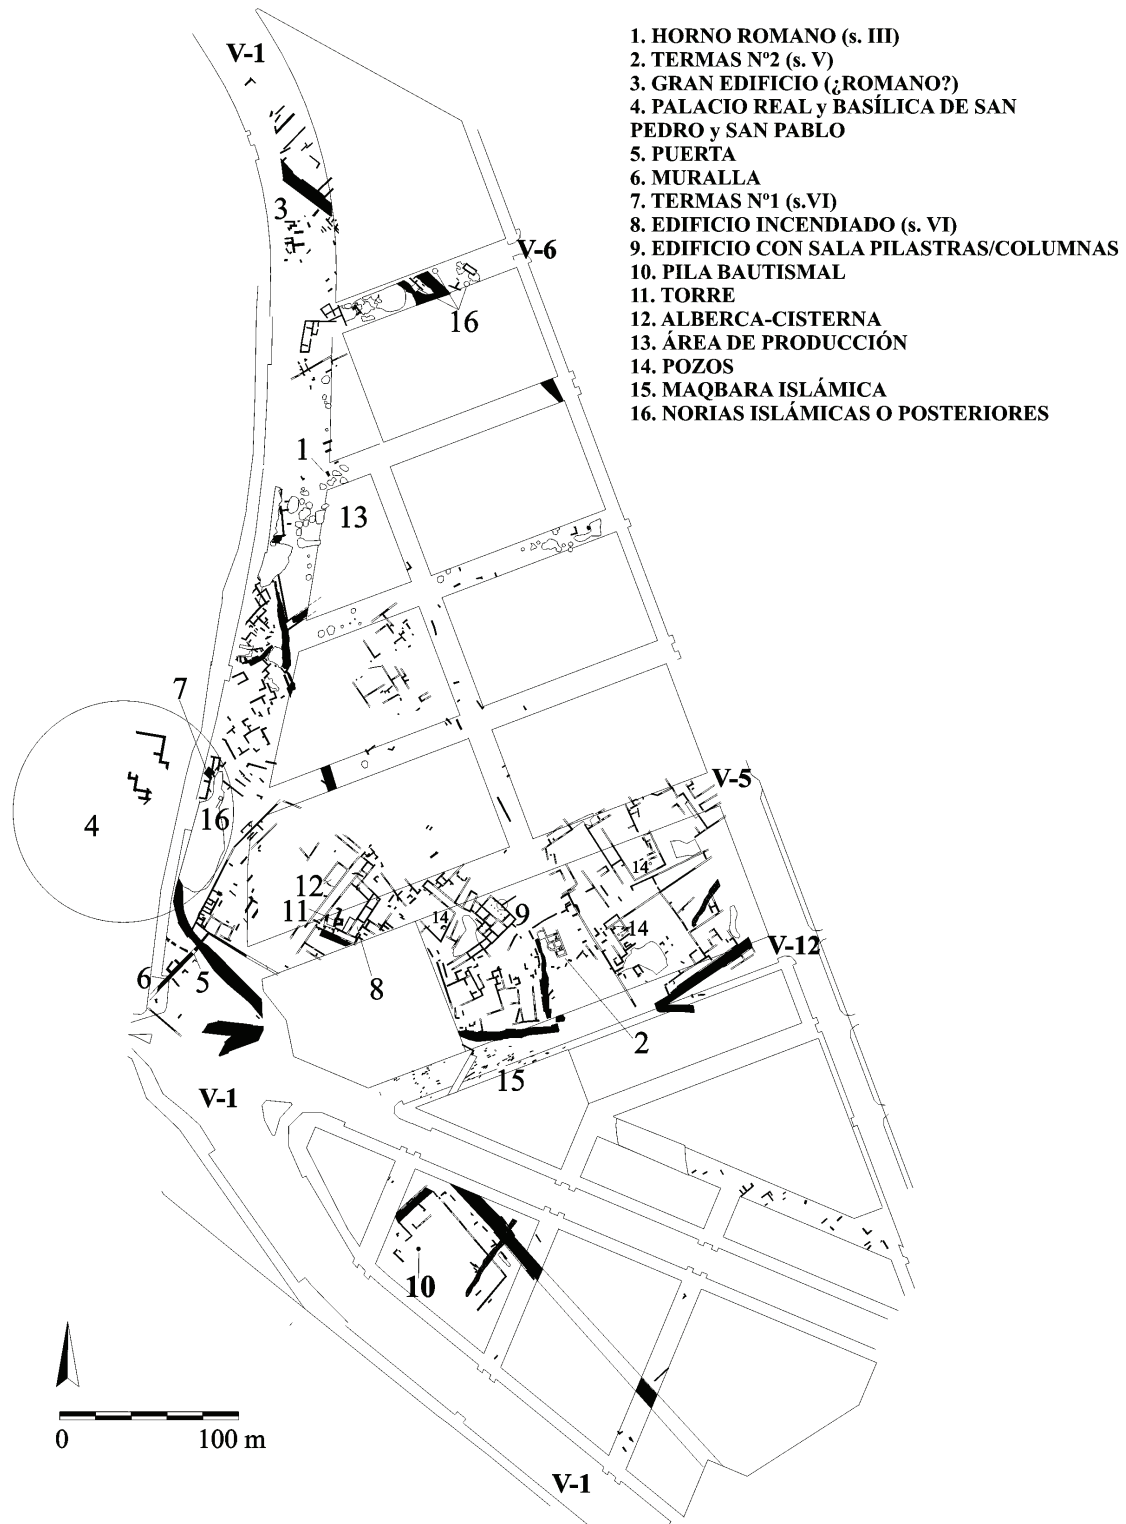 V-1
1. HORNO ROMANO (s. III)
2. TERMAS Nº2 (s. V)
3. GRAN EDIFICIO (¿ROMANO?)
4. PALACIO REAL y BASÍLICA DE SAN
PEDRO y SAN PABLO
5. PUERTA
6. MURALLA
7. TERMAS Nº1 (s.VI)
8. EDIFICIO INCENDIADO (s. VI)
9. EDIFICIO CON SALA PILASTRAS/COLUMNAS
10. PILA BAUTISMAL
11. TORRE
12. ALBERCA-CISTERNA
13. ÁREA DE PRODUCCIÓN
14. POZOS
15. MAQBARA ISLÁMICA
16. NORIAS ISLÁMICAS O POSTERIORES
3
V-6
16
1
13
7
V-5
16
4
14
12
11
9
14
14
V-12
6
5
8
2
15
V-1
10
0 100 m
V-1